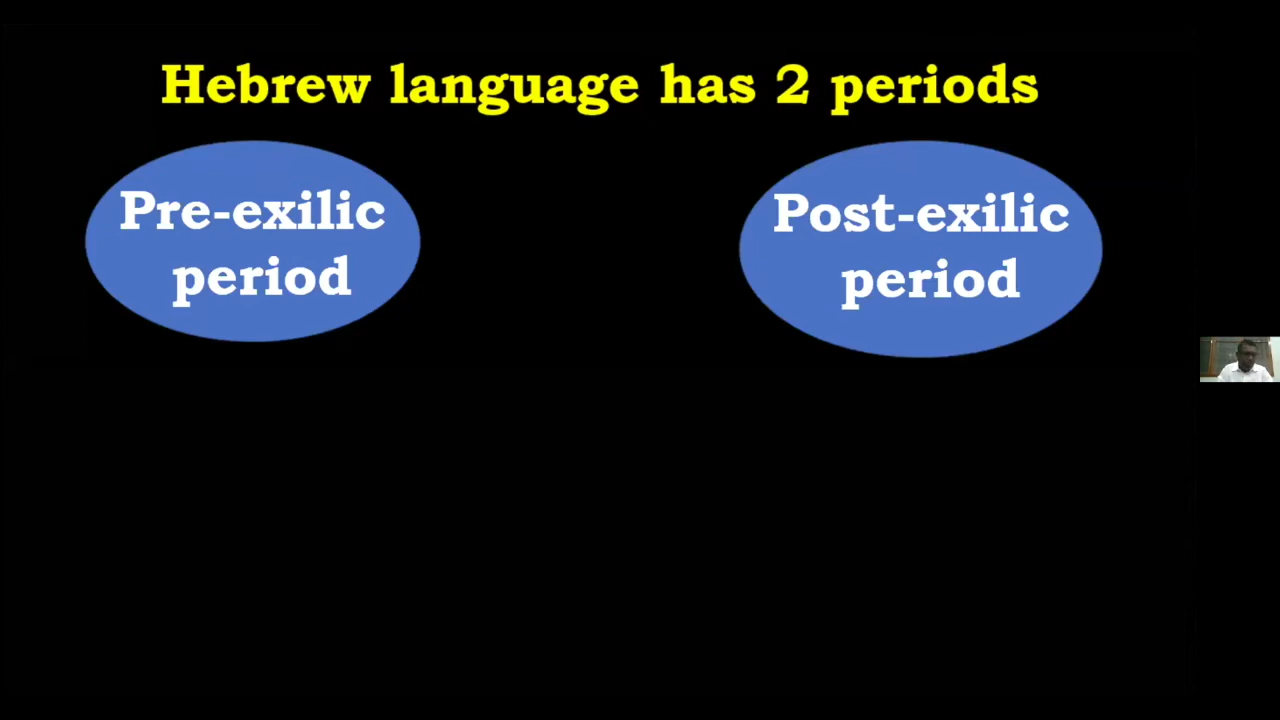 Hebrew language has 2 periods
Pre-exilic
period
Post-exilic
period